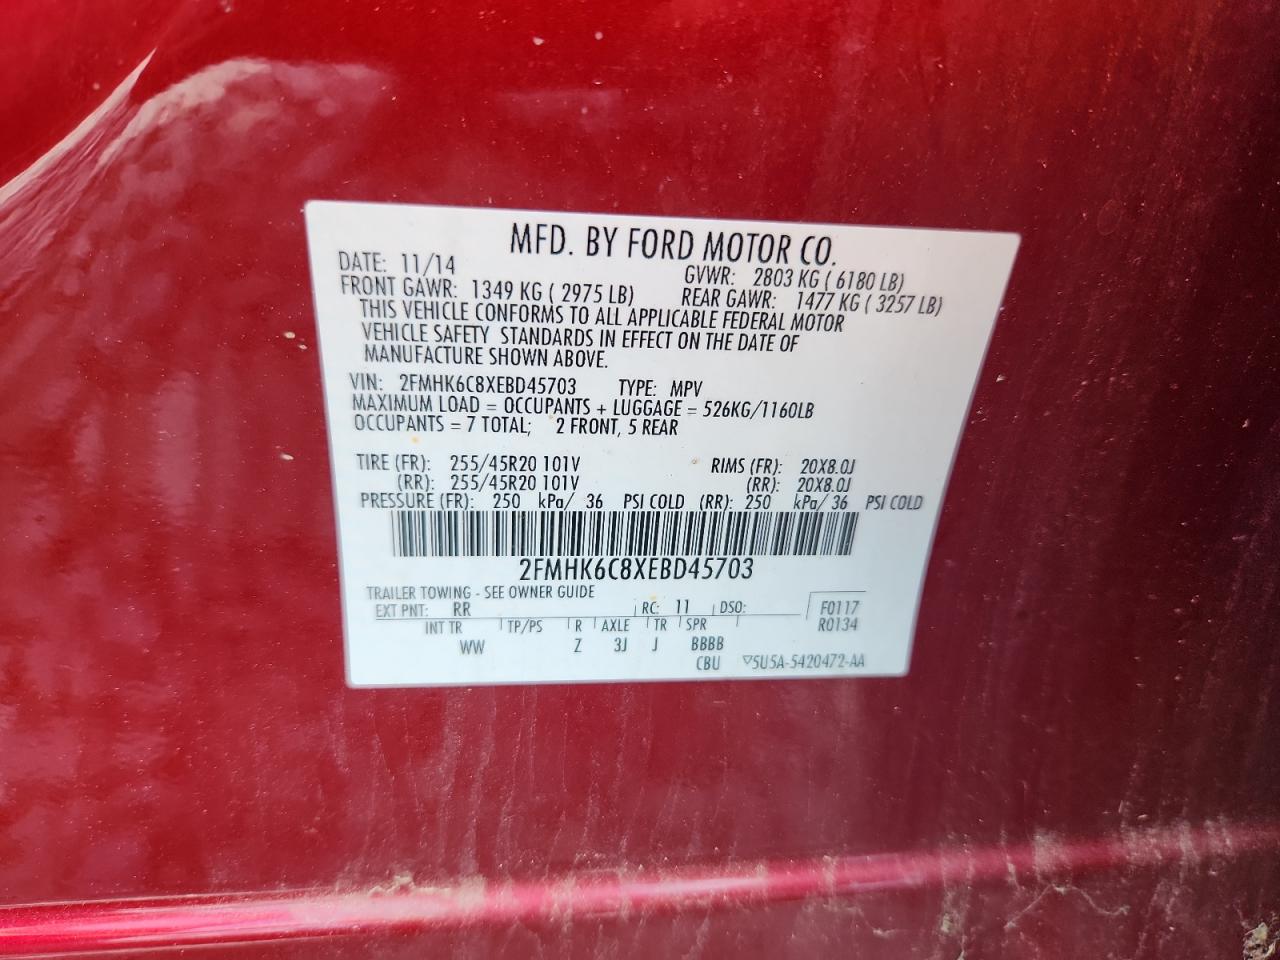 MFD. BY FORD MOTOR CO.
DATE: 11/14 GVWR: 2803 KG ( 6180 LB)
FRONT GAWR: 1349 KG ( 2975 LB) REAR GAWR: 1477 KG ( 3257 LB)
THIS VEHICLE CONFORMS TO ALL APPLICABLE FEDERAL MOTOR
VEHICLE SAFETY STANDARDS IN EFFECT ON THE DATE OF
MANUFACTURE SHOWN ABOVE.
VIN: 2FMHK6C8XEBD45703 TYPE: MPV
MAXIMUM LOAD = OCCUPANTS + LUGGAGE = 526KG/1160LB
OCCUPANTS = 7 TOTAL; 2 FRONT, 5 REAR
TIRE (FR): 255/45R20 101V RIMS (FR): 20X8.0J
(RR): 255/45R20 101V (RR): 20X8.0J
PRESSURE (FR): 250 kPa/ 36 PSI COLD (RR): 250 kPa/ 36 PSI COLD
2FMHK6C8XEBD45703
TRAILER TOWING - SEE OWNER GUIDE
EXT PNT: RR RC: 11 DSO: F0117
INT TR TP/PS R AXLE TR SPR R0134
WW Z 3J J BBBB
CBU ▽5U5A-5420472-AA